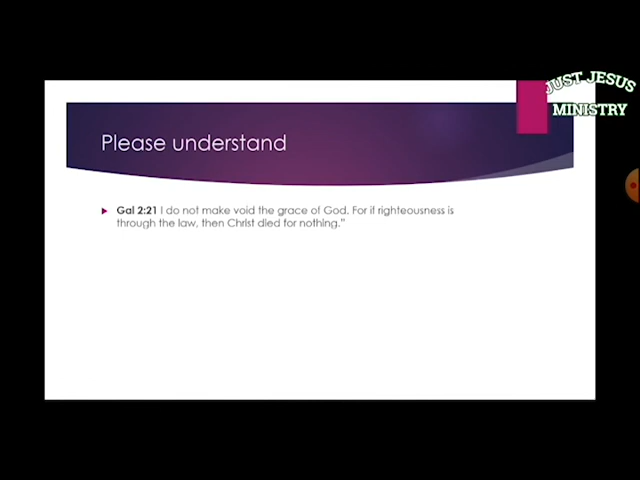 JUST JESUS
MINISTRY
Please understand
Gal 2:21 I do not make void the grace of God. For if righteousness is
through the law, then Christ died for nothing.”